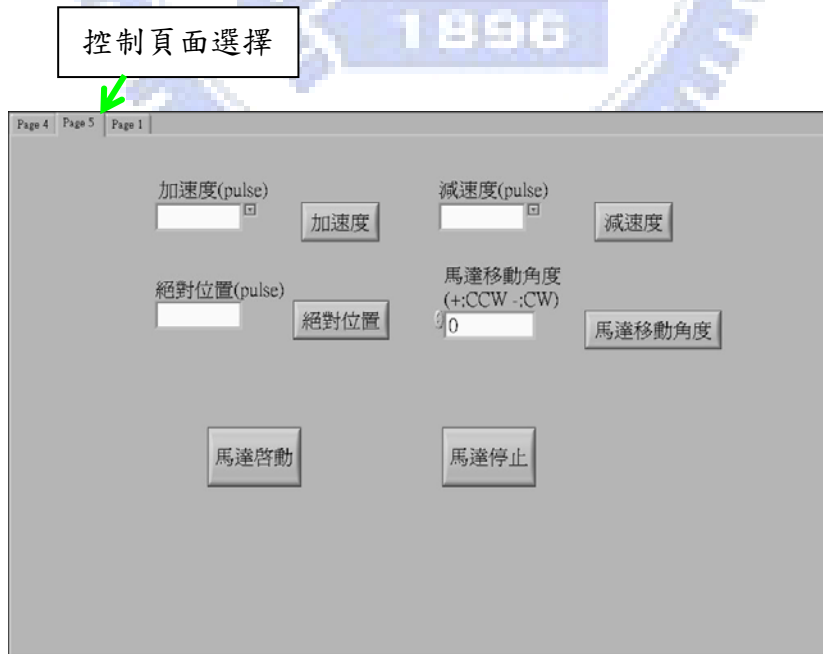 1896
控制頁面選擇
Page 4 Page 5 Page 1
加速度(pulse)
加速度
減速度(pulse)
減速度
絕對位置(pulse)
絕對位置
馬達移動角度
(+:CCW -:CW)
0
馬達移動角度
馬達啓動
馬達停止